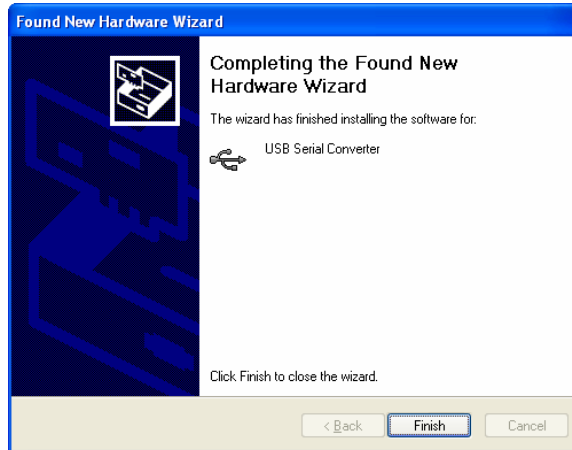 Found New Hardware Wizard
Completing the Found New
Hardware Wizard
The wizard has finished installing the software for:
USB Serial Converter
Click Finish to close the wizard.
< Back
Finish
Cancel